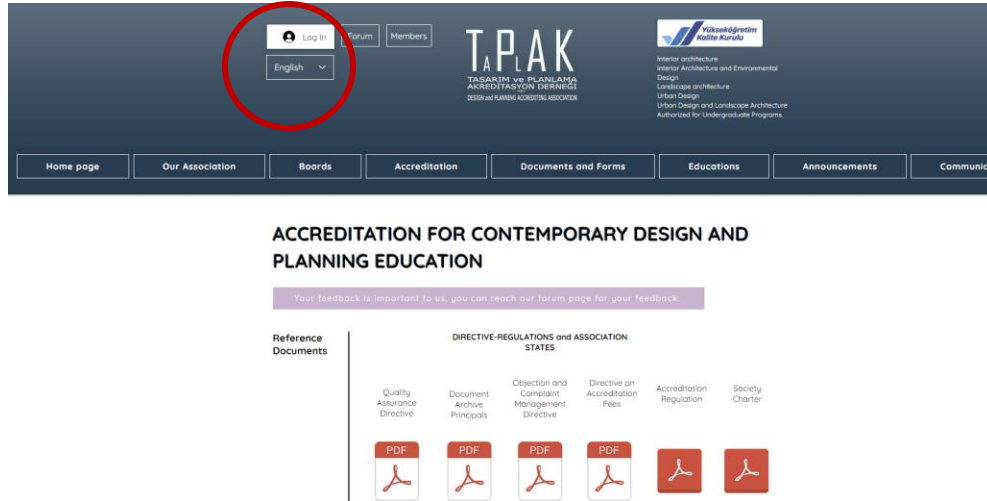 Log In
Forum
Members
English
TAPLAK
TASARIM ve PLANLAMA
AKREDİTASYON DERNEĞİ
DESIGN and PLANNING ACCREDITING ASSOCIATION
Yükseköğretim
Kalite Kurulu
Interior architecture
Interior Architecture and Environmental
Design
Landscape architecture
Urban Design
Urban Design and Landscape Architecture
Authorized for Undergraduate Programs.
Home page
Our Association
Boards
Accreditation
Documents and Forms
Educations
Announcements
Communic
ACCREDITATION FOR CONTEMPORARY DESIGN AND
PLANNING EDUCATION
Your feedback is important to us, you can reach our forum page for your feedback.
Reference
Documents
DIRECTIVE-REGULATIONS and ASSOCIATION
STATES
Quality
Assurance
Directive
Document
Archive
Principals
Objection and
Complaint
Management
Directive
Directive on
Accreditation
Fees
Accreditation
Regulation
Society
Charter
PDF
PDF
PDF
PDF